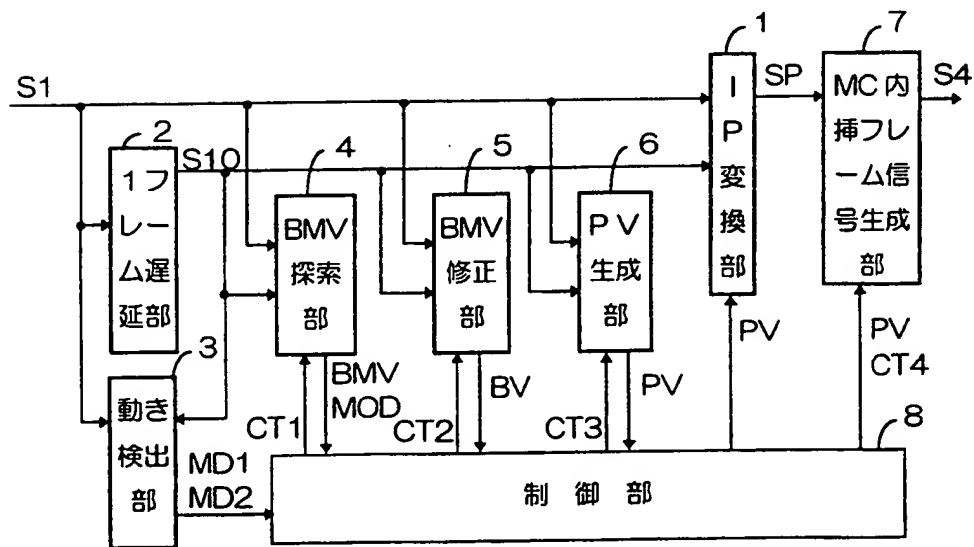 1
7
S1
SP
S4
IP変換部
MC内
挿フレ
ーム信
号生成
部
2
S10
4
5
6
1フ
レー
ム遅
延部
BMV
探索
部
BMV
修正
部
PV
生成
部
3
動き
検出
部
CT1
BMV
MOD
CT2
BV
CT3
PV
PV
PV
CT4
8
MD1
MD2
制御部